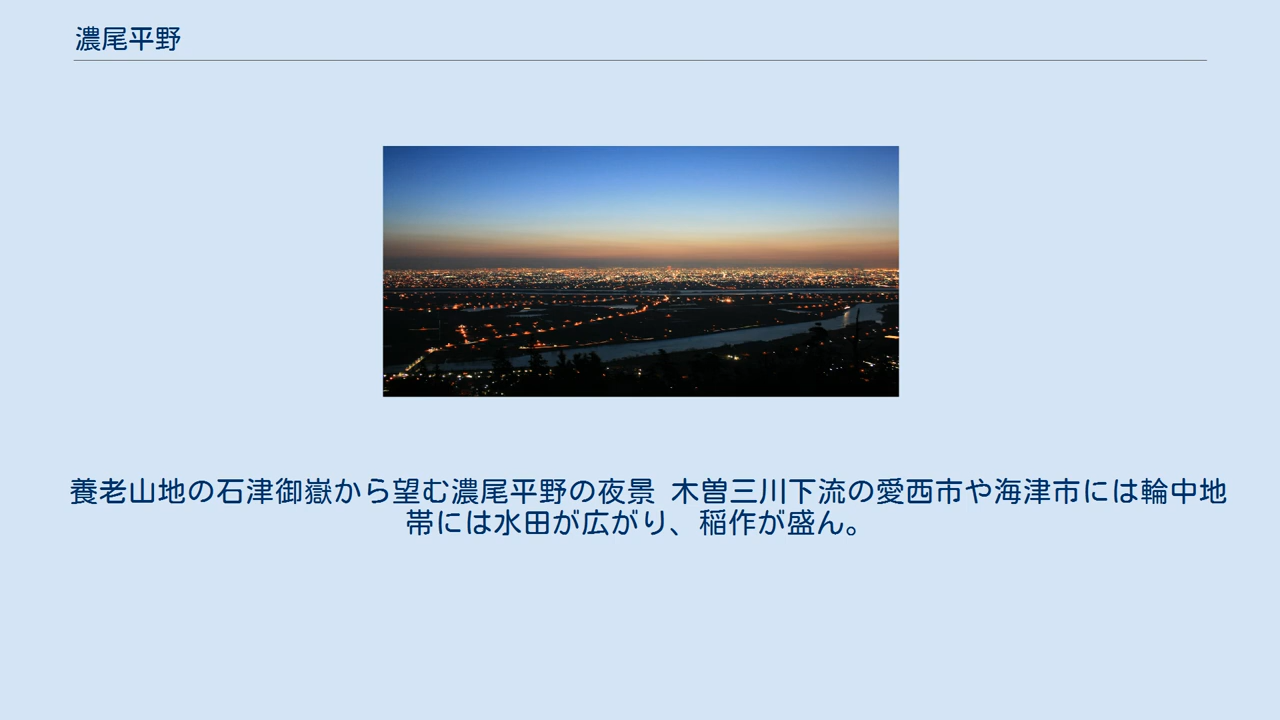 濃尾平野
養老山地の石津御嶽から望む濃尾平野の夜景 木曽三川下流の愛西市や海津市には輪中地
帯には水田が広がり、稲作が盛ん。